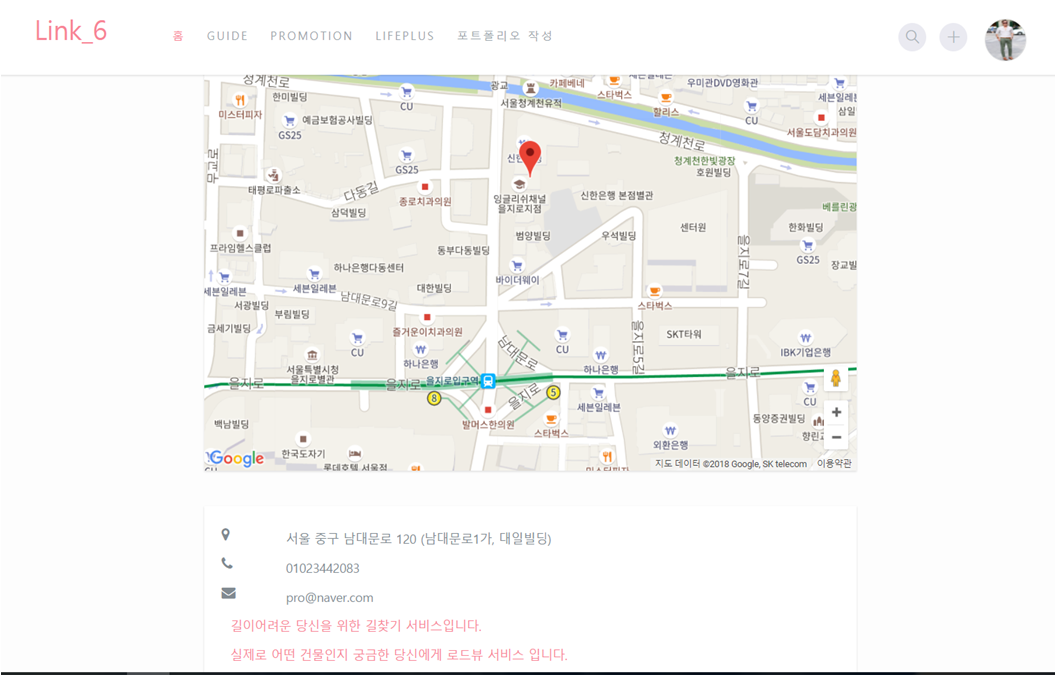 Link_6
홈 GUIDE PROMOTION LIFEPLUS 포트폴리오 작성
청계천로
한미빌딩
미스터피자
GS25
예금보험공사빌딩
CU
광교
서울청계천유적
카페베네
스타벅스
할리스
우미관DVD영화관
CU
세븐일레븐
삼일
서울도담치과의원
청계천로
청계천한빛광장
호원빌딩
태평로파출소
다동길
삼덕빌딩
GS25
종로치과의원
잉글리쉬채널
을지로지점
신한은행 본점별관
센터원
베를린광
한화빌딩
GS25
장교빌
을지로7길
프라임헬스클럽
동부다동빌딩
범양빌딩
우석빌딩
바이더웨이
세븐일레븐
서광빌딩
세븐일레븐
하나은행다동센터
남대문로9길
대한빌딩
부림빌딩
금세기빌딩
즐거운이치과의원
스타벅스
을지로5길
SKT타워
CU
하나은행
남대문로
CU
하나은행
IBK기업은행
서울특별시청
을지로별관
을지로
을지로
을지로입구역
을지로
을지로
8
5
세븐일레븐
CU
백남빌딩
발머스한의원
스타벅스
외환은행
동양증권빌딩
향린교
한국도자기
롯데호텔 서울점
미스터피자
CU
Google
지도 데이터 ©2018 Google, SK telecom 이용약관
서울 중구 남대문로 120 (남대문로1가, 대일빌딩)
01023442083
pro@naver.com
길이어려운 당신을 위한 길찾기 서비스입니다.
실제로 어떤 건물인지 궁금한 당신에게 로드뷰 서비스 입니다.